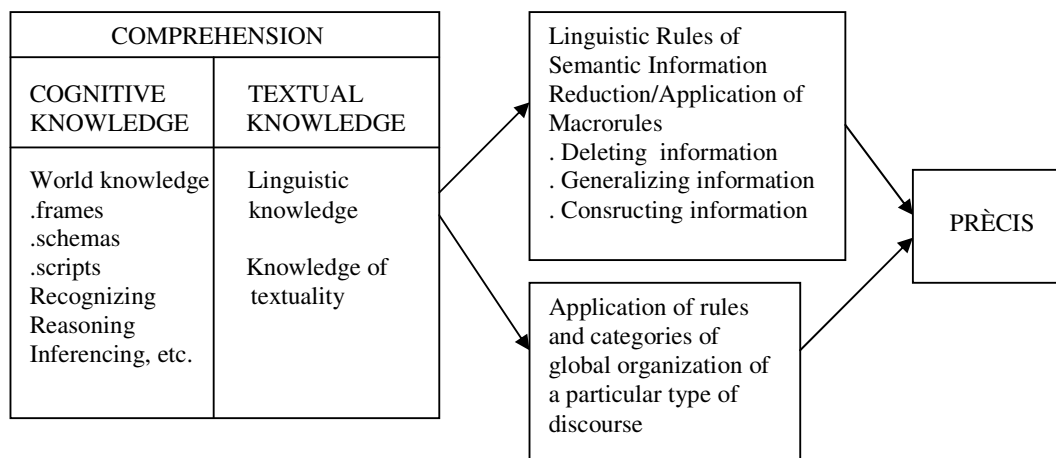 COMPREHENSION
COGNITIVE
KNOWLEDGE
TEXTUAL
KNOWLEDGE
World knowledge
.frames
.schemas
.scripts
Recognizing
Reasoning
Inferencing, etc.
Linguistic
knowledge
Knowledge of
textuality
Linguistic Rules of
Semantic Information
Reduction/Application of
Macrorules
. Deleting information
. Generalizing information
. Consructing information
Application of rules
and categories of
global organization of
a particular type of
discourse
PRÈCIS